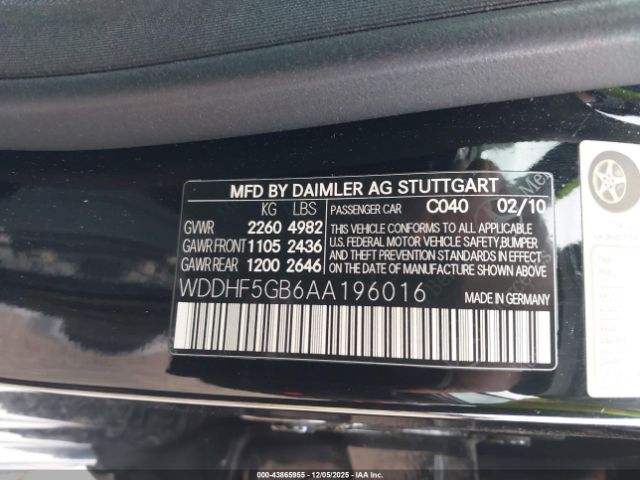 MFD BY DAIMLER AG STUTTGART
KG LBS PASSENGER CAR C040 02/10
GVWR 2260 4982
GAWR FRONT 1105 2436
GAWR REAR 1200 2646
THIS VEHICLE CONFORMS TO ALL APPLICABLE
U.S. FEDERAL MOTOR VEHICLE SAFETY, BUMPER
AND THEFT PREVENTION STANDARDS IN
EFFECT ON THE DATE OF MANUFACTURE
SHOWN ABOVE.
WDDHF5GB6AA196016
MADE IN GERMANY
000-43865955 - 12/05/2025 - IAAI.COM